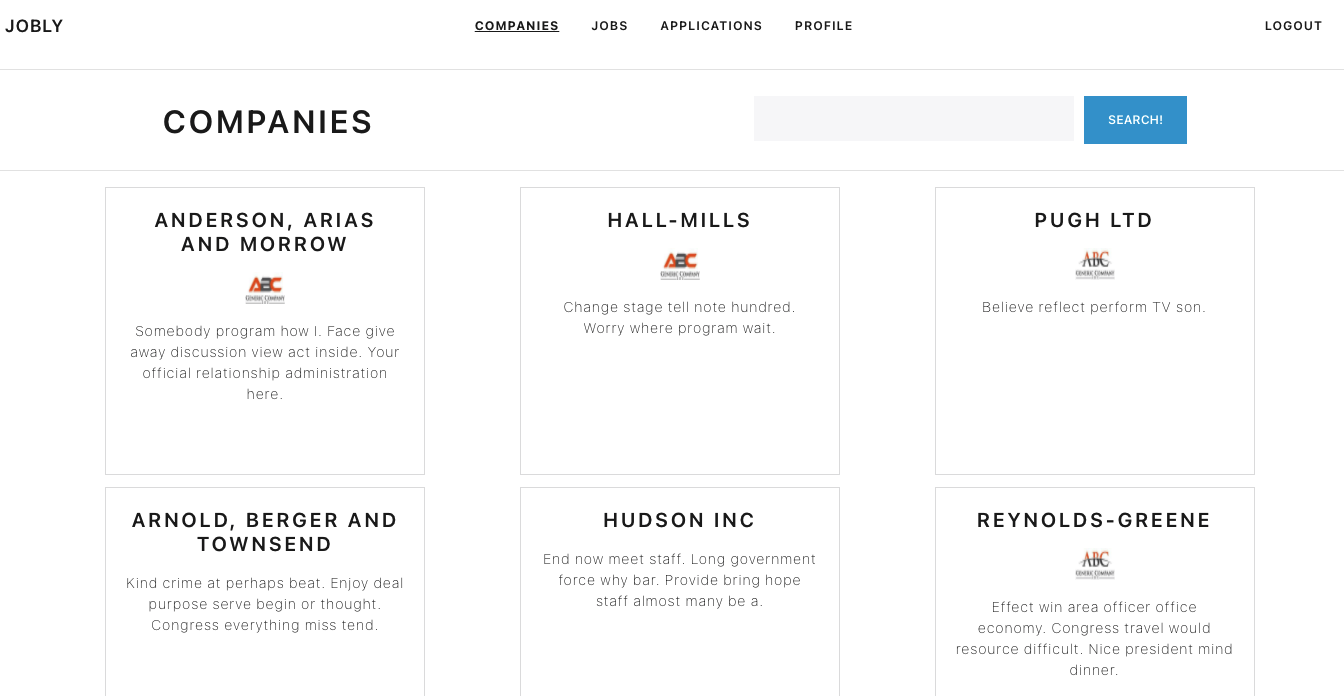 JOBLY
COMPANIES
JOBS
APPLICATIONS
PROFILE
LOGOUT
COMPANIES
SEARCH!
ANDERSON, ARIAS
AND MORROW
ABC
GENERIC COMPANY
Somebody program how I. Face give
away discussion view act inside. Your
official relationship administration
here.
HALL-MILLS
ABC
GENERIC COMPANY
Change stage tell note hundred.
Worry where program wait.
PUGH LTD
ABC
GENERIC COMPANY
Believe reflect perform TV son.
ARNOLD, BERGER AND
TOWNSEND
Kind crime at perhaps beat. Enjoy deal
purpose serve begin or thought.
Congress everything miss tend.
HUDSON INC
End now meet staff. Long government
force why bar. Provide bring hope
staff almost many be a.
REYNOLDS-GREENE
ABC
GENERIC COMPANY
Effect win area officer office
economy. Congress travel would
resource difficult. Nice president mind
dinner.